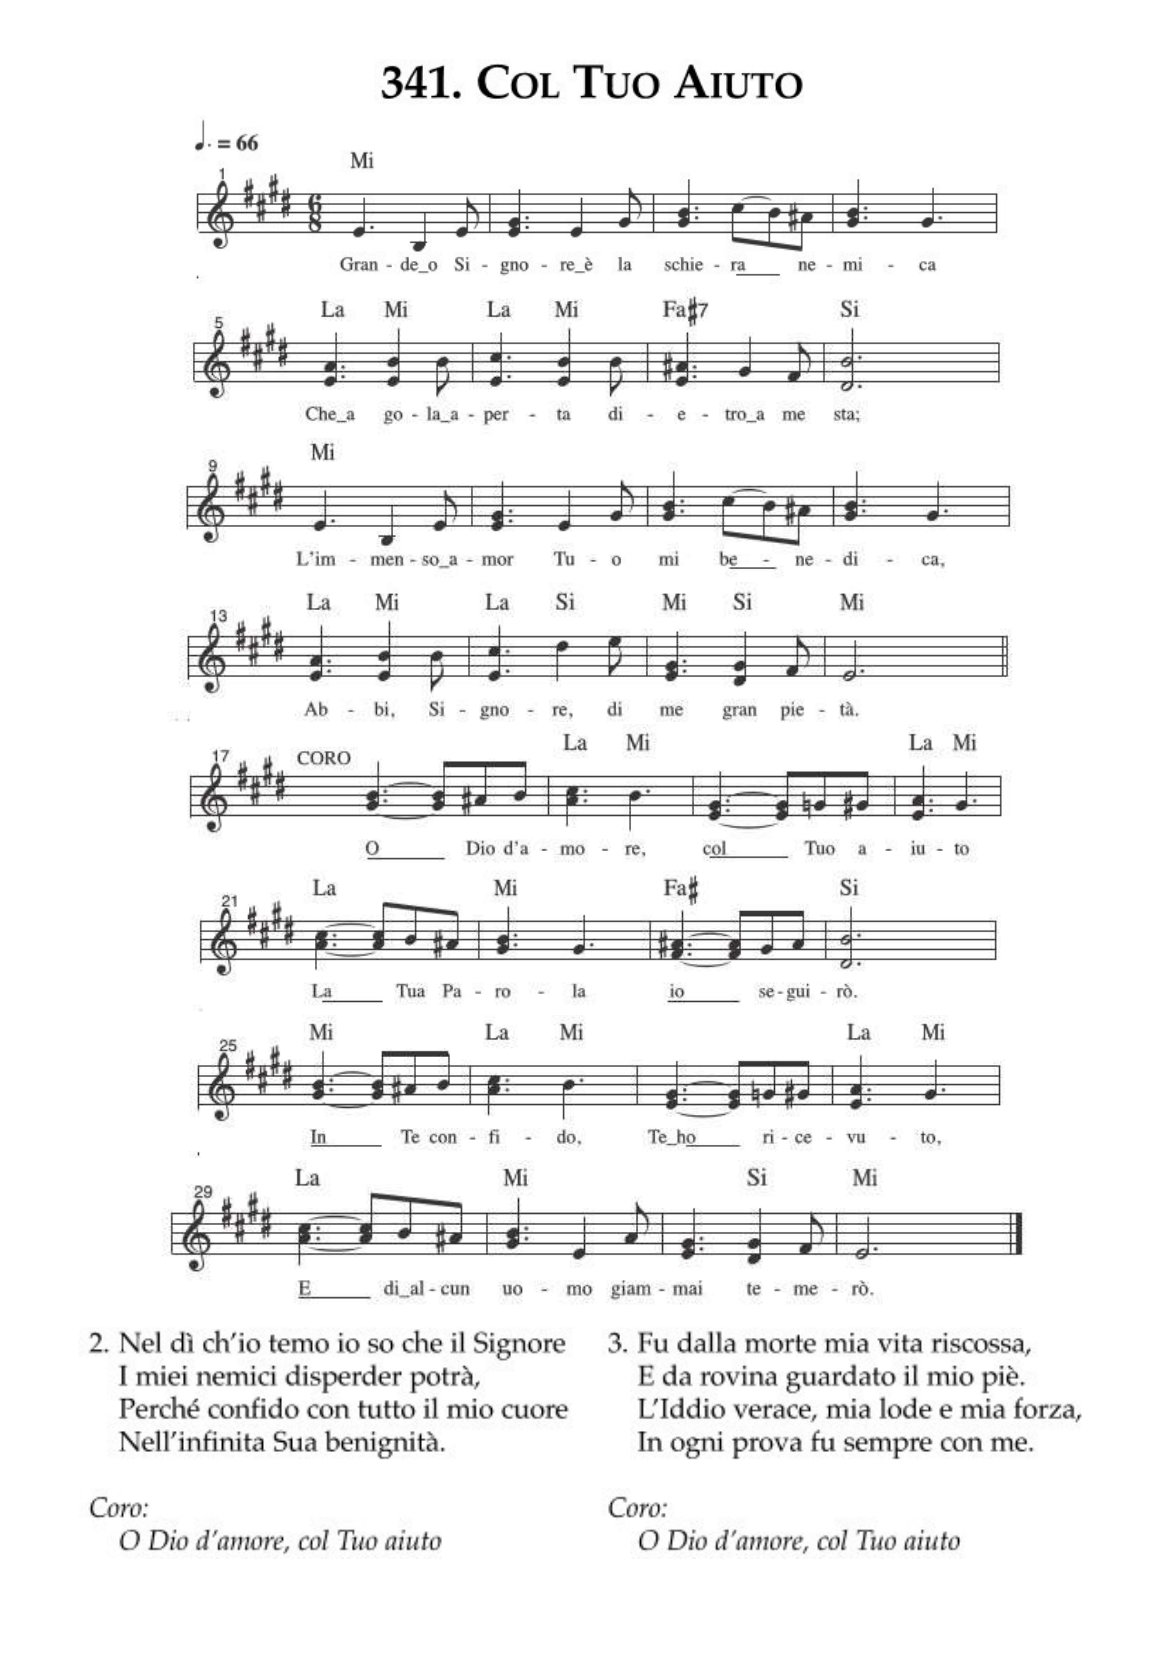 341. COL TUO AIUTO
♩. = 66
Mi
1
6
8
Gran - de_o Si - gno - re_è la schie - ra ne - mi - ca
La Mi La Mi Fa#7 Si
5
Che_a go - la_a - per - ta di - e - tro_a me sta;
Mi
9
L'im - men - so_a - mor Tu - o mi be - ne - di - ca,
La Mi La Si Mi Si Mi
13
Ab - bi, Si - gno - re, di me gran pie - tà.
La Mi La Mi
17 CORO
O Dio d'a - mo - re, col Tuo a - iu - to
La Mi Fa# Si
21
La Tua Pa - ro - la io se - gui - rò.
Mi La Mi La Mi
25
In Te con - fi - do, Te_ho ri - ce - vu - to,
La Mi Si Mi
29
E di_al - cun uo - mo giam - mai te - me - rò.
2. Nel dì ch'io temo io so che il Signore
I miei nemici disperder potrà,
Perché confido con tutto il mio cuore
Nell'infinita Sua benignità.
Coro:
O Dio d'amore, col Tuo aiuto
3. Fu dalla morte mia vita riscossa,
E da rovina guardato il mio piè.
L'Iddio verace, mia lode e mia forza,
In ogni prova fu sempre con me.
Coro:
O Dio d'amore, col Tuo aiuto